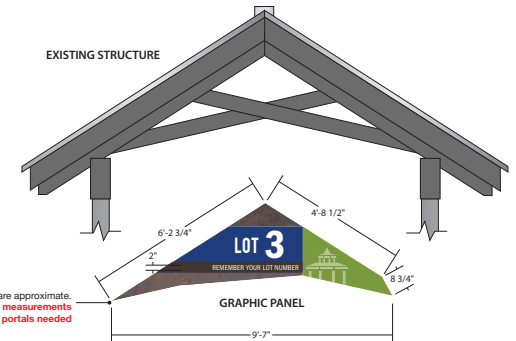 EXISTING STRUCTURE
6'-2 3/4"
4'-8 1/2"
LOT 3
2"
REMEMBER YOUR LOT NUMBER
8 3/4"
are approximate.
measurements
portals needed
GRAPHIC PANEL
9'-7"